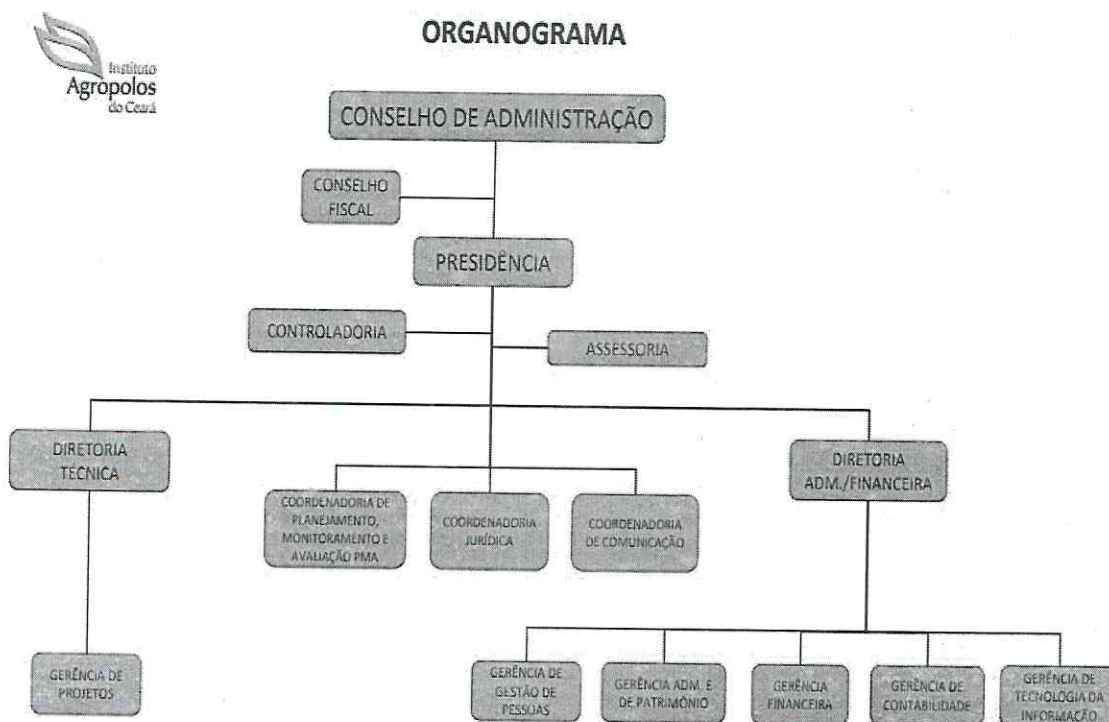 ORGANOGRAMA
Instituto
Agropolos
do Ceará
CONSELHO DE ADMINISTRAÇÃO
CONSELHO
FISCAL
PRESIDÊNCIA
CONTROLADORIA
ASSESSORIA
DIRETORIA
TÉCNICA
DIRETORIA
ADM./FINANCEIRA
COORDENADORIA DE
PLANEJAMENTO,
MONITORAMENTO E
AVALIAÇÃO PMA
COORDENADORIA
JURÍDICA
COORDENADORIA
DE COMUNICAÇÃO
GERÊNCIA DE
PROJETOS
GERÊNCIA DE
GESTÃO DE
PESSOAS
GERÊNCIA ADM. E
DE PATRIMÔNIO
GERÊNCIA
FINANCEIRA
GERÊNCIA DE
CONTABILIDADE
GERÊNCIA DE
TECNOLOGIA DA
INFORMAÇÃO